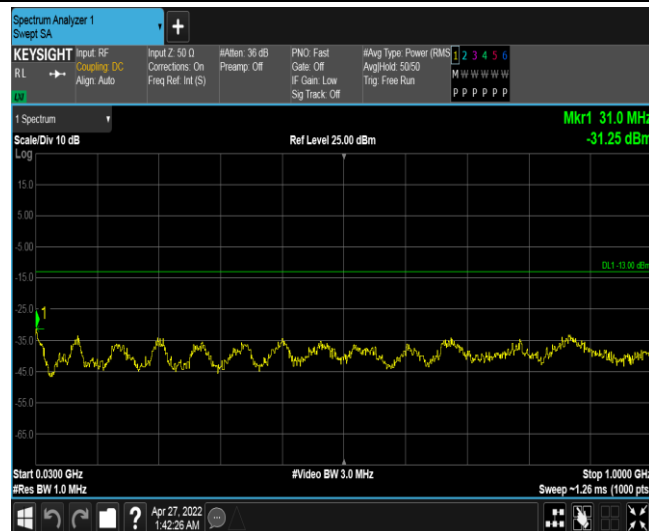 Spectrum Analyzer 1
Swept SA
+
KEYSIGHT Input: RF Input Z: 50 Ω #Atten: 36 dB PNO: Fast #Avg Type: Power (RMS 1 2 3 4 5 6
RL Coupling: DC Corrections: On Preamp: Off Gate: Off Avg|Hold: 50/50 M W W W W W
Align: Auto Freq Ref: Int (S) IF Gain: Low Trig: Free Run
Sig Track: Off P P P P P P
LXI
1 Spectrum
Mkr1 31.0 MHz
Scale/Div 10 dB Ref Level 25.00 dBm -31.25 dBm
Log
15.0
5.00
-5.00
DL1 -13.00 dBm
-15.0
-25.0
1
-35.0
-45.0
-55.0
-65.0
Start 0.0300 GHz #Video BW 3.0 MHz Stop 1.0000 GHz
#Res BW 1.0 MHz Sweep ~1.26 ms (1000 pts
? Apr 27, 2022
1:42:26 AM